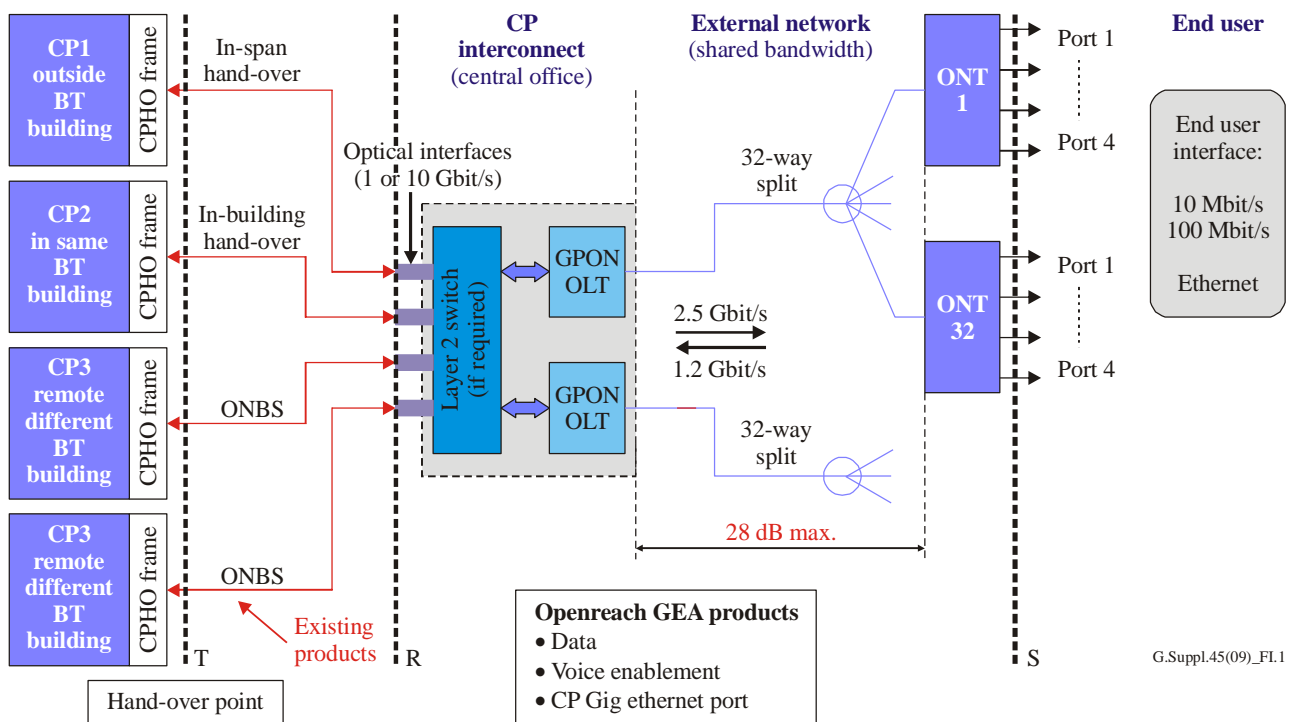 CP1
outside
BT
building
CPHO frame
In-span
hand-over
CP
interconnect
(central office)
External network
(shared bandwidth)
ONT
1
Port 1
Port 4
End user
End user
interface:
10 Mbit/s
100 Mbit/s
Ethernet
Optical interfaces
(1 or 10 Gbit/s)
32-way
split
CP2
in same
BT
building
CPHO frame
In-building
hand-over
Layer 2 switch
(if required)
GPON
OLT
2.5 Gbit/s
1.2 Gbit/s
ONT
32
Port 1
Port 4
CP3
remote
different
BT
building
CPHO frame
ONBS
GPON
OLT
32-way
split
28 dB max.
CP3
remote
different
BT
building
CPHO frame
ONBS
Existing
products
T
R
S
Openreach GEA products
• Data
• Voice enablement
• CP Gig ethernet port
G.Suppl.45(09)_FI.1
Hand-over point